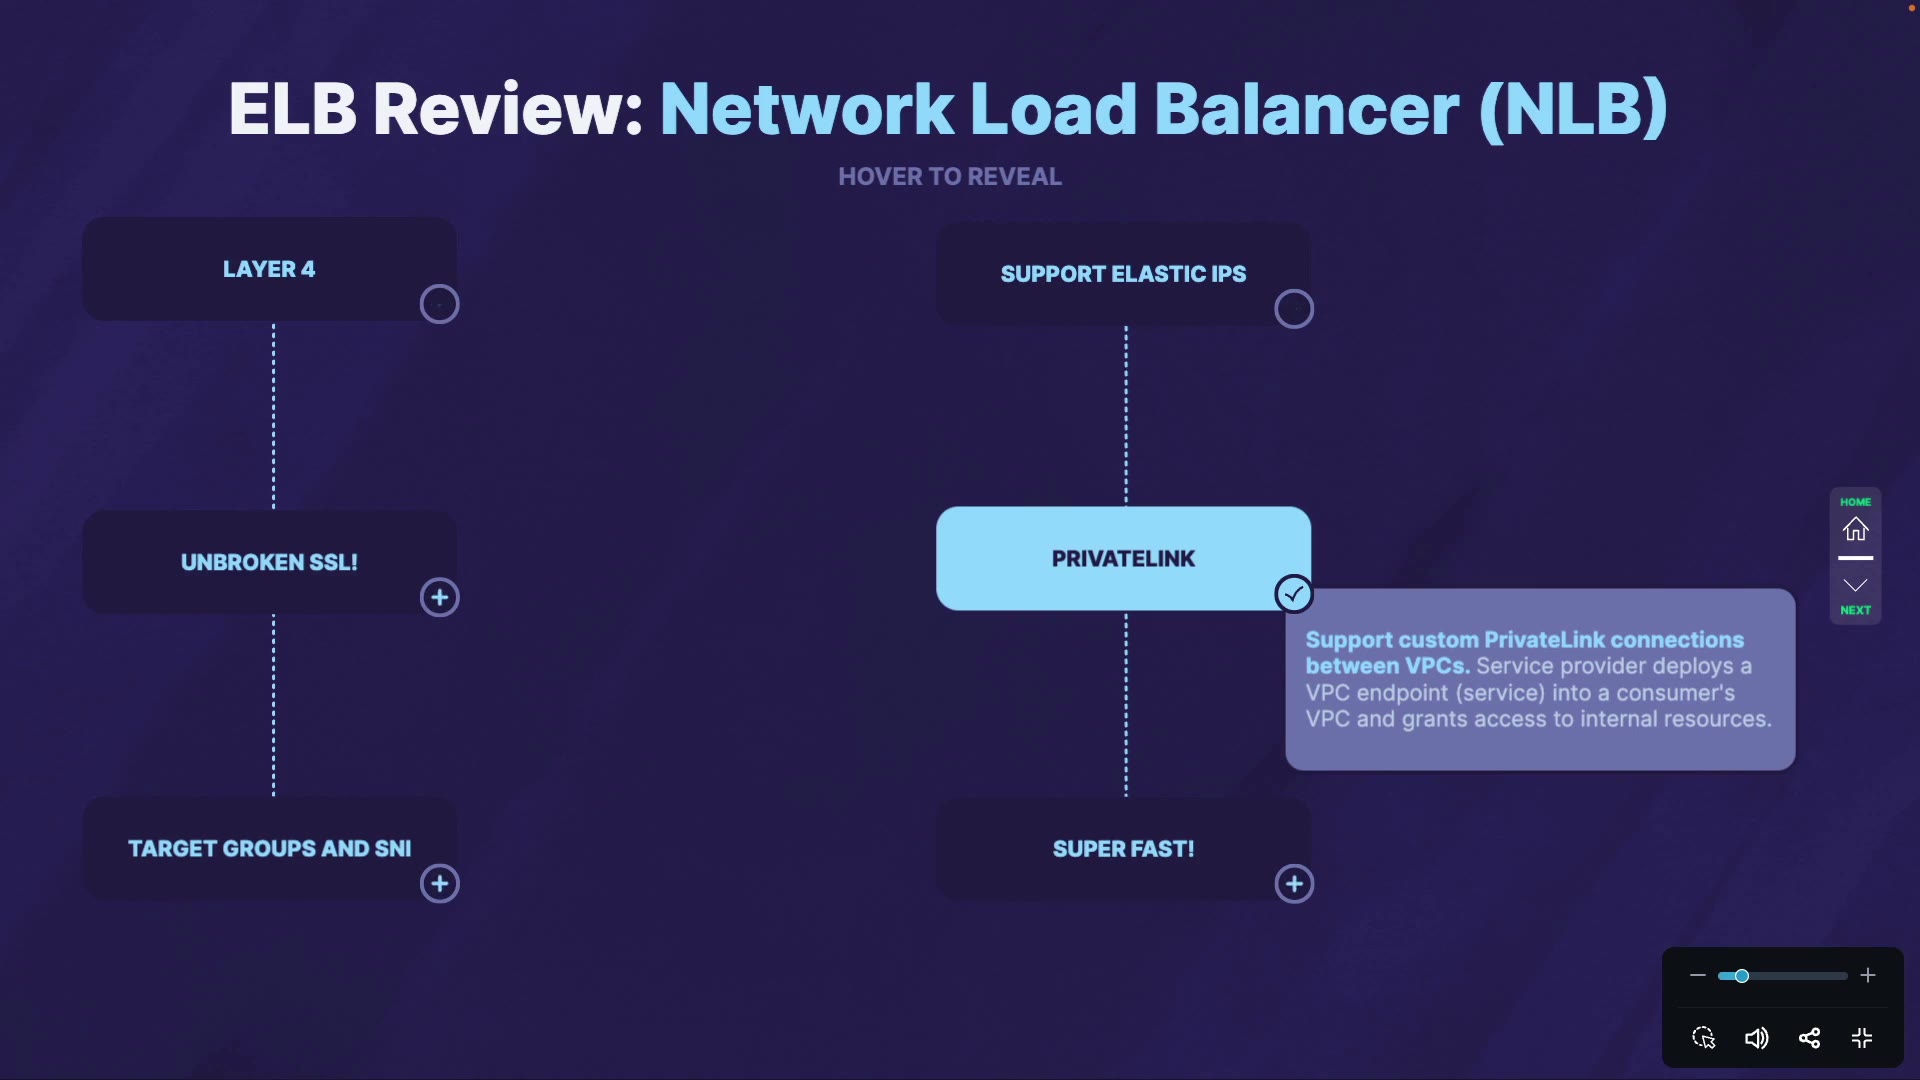 ELB Review: Network Load Balancer (NLB)
HOVER TO REVEAL
LAYER 4
UNBROKEN SSL!
TARGET GROUPS AND SNI
SUPPORT ELASTIC IPS
PRIVATELINK
Support custom PrivateLink connections
between VPCs. Service provider deploys a
VPC endpoint (service) into a consumer's
VPC and grants access to internal resources.
SUPER FAST!
HOME
NEXT